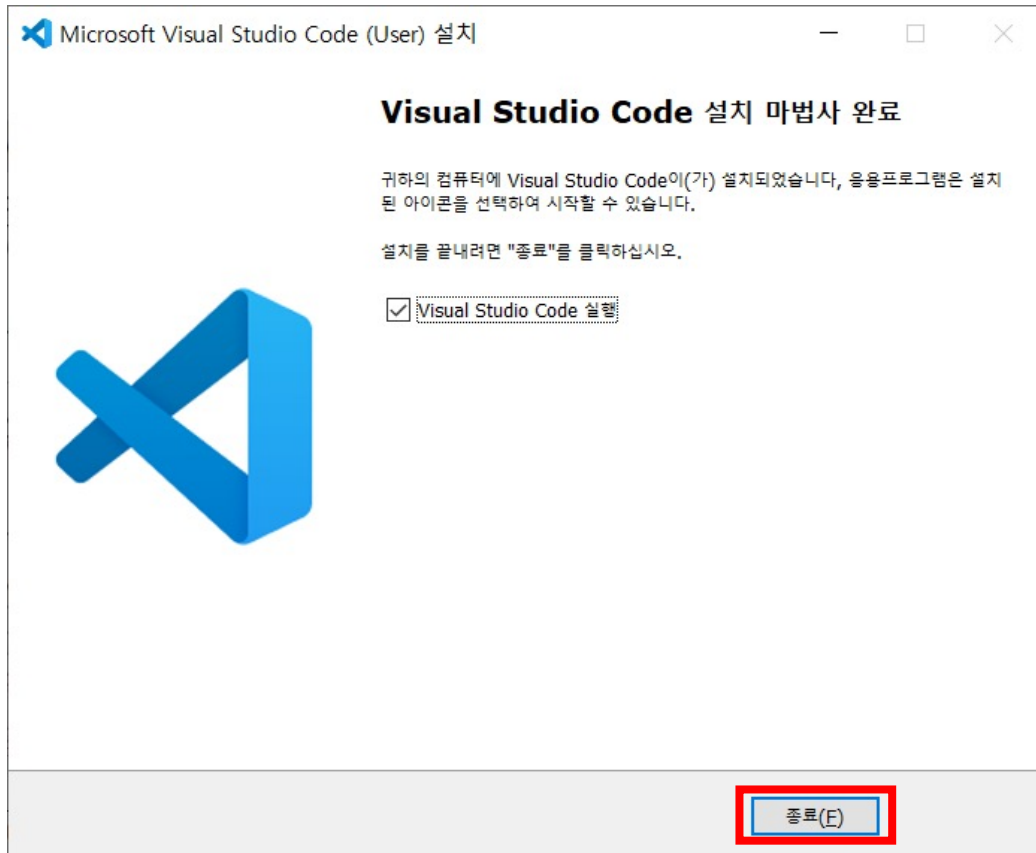 Microsoft Visual Studio Code (User) 설치
Visual Studio Code 설치 마법사 완료
귀하의 컴퓨터에 Visual Studio Code이(가) 설치되었습니다, 응용프로그램은 설치
된 아이콘을 선택하여 시작할 수 있습니다.
설치를 끝내려면 "종료"를 클릭하십시오.
Visual Studio Code 실행
종료(F)